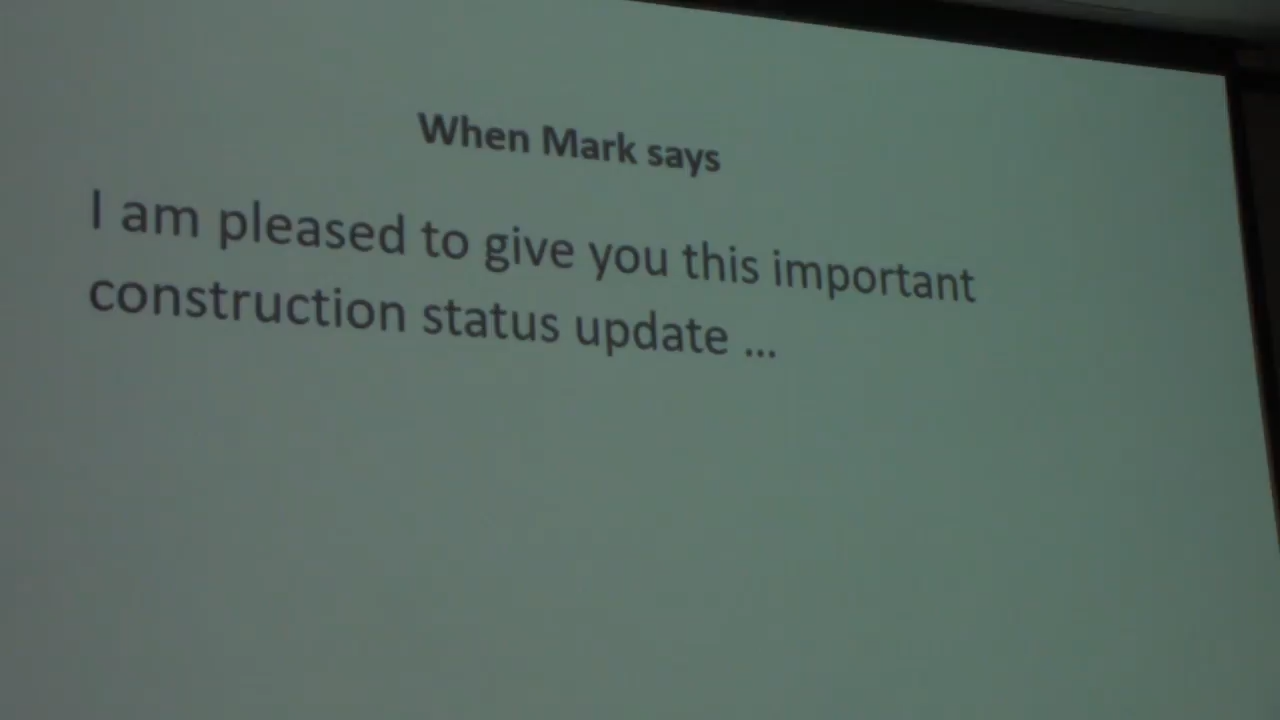 When Mark says
I am pleased to give you this important
construction status update ...